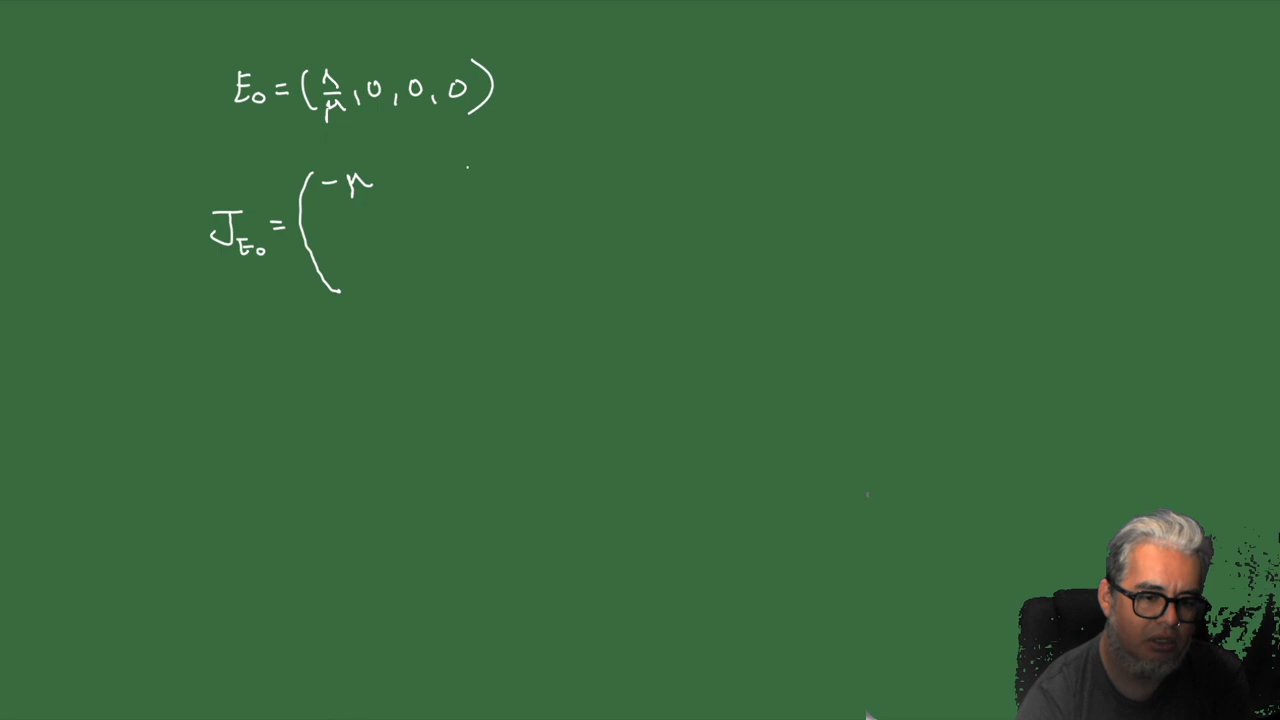 E₀ = (Λ/μ, 0, 0, 0)
J_E₀ = ( -μ